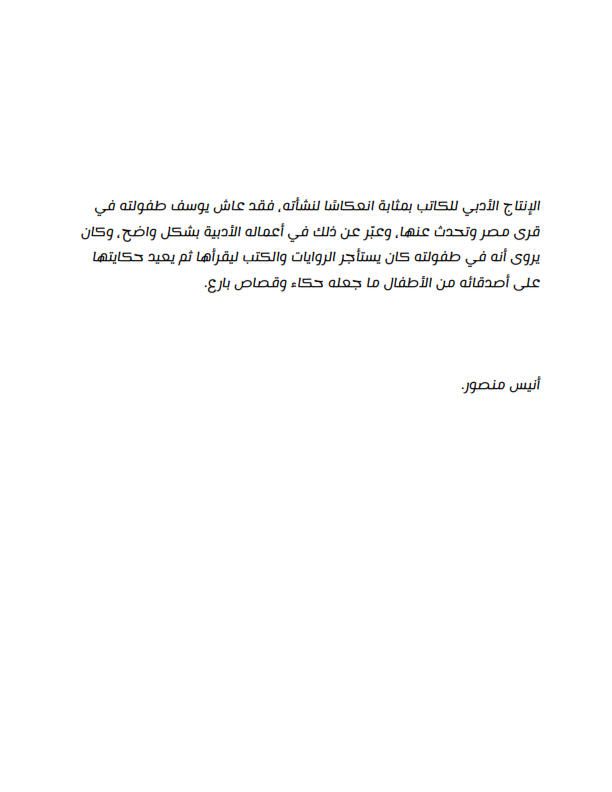 الإنتاج الأدبي للكاتب بمثابة انعكاسًا لنشأته، فقد عاش يوسف طفولته في
قرى مصر وتحدث عنها، وعبّر عن ذلك في أعماله الأدبية بشكل واضح، وكان
يروى أنه في طفولته كان يستأجر الروايات والكتب ليقرأها ثم يعيد حكايتها
على أصدقائه من الأطفال ما جعله حكاء وقصاص بارع.
أنيس منصور.